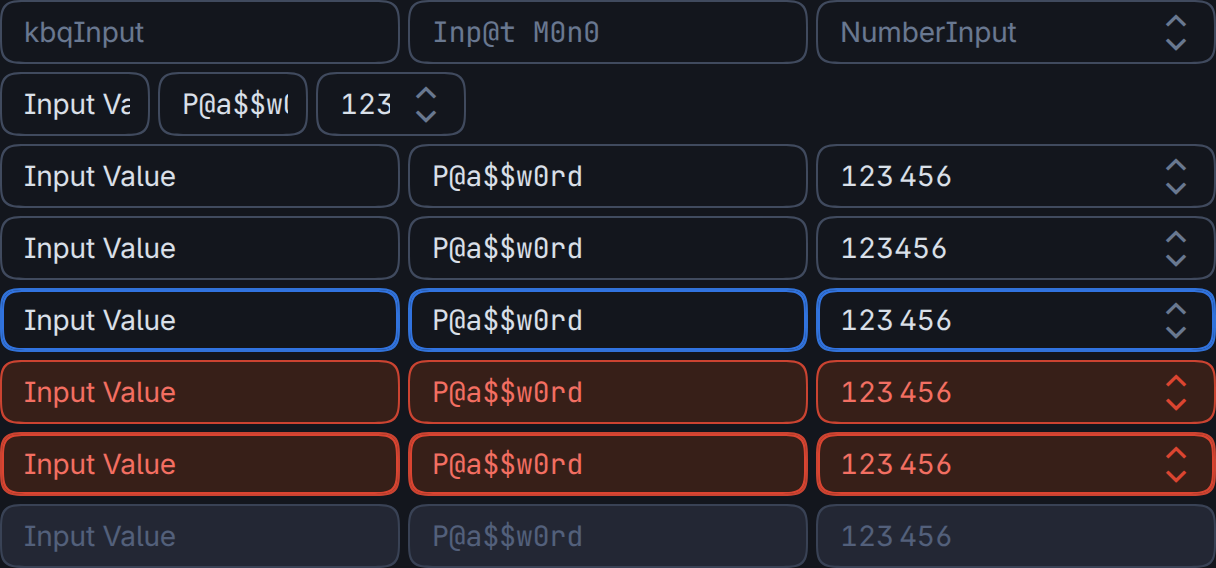 kbqInput Inp@t M0n0 NumberInput
Input Va P@a$$w 123
Input Value P@a$$w0rd 123 456
Input Value P@a$$w0rd 123456
Input Value P@a$$w0rd 123 456
Input Value P@a$$w0rd 123 456
Input Value P@a$$w0rd 123 456
Input Value P@a$$w0rd 123 456